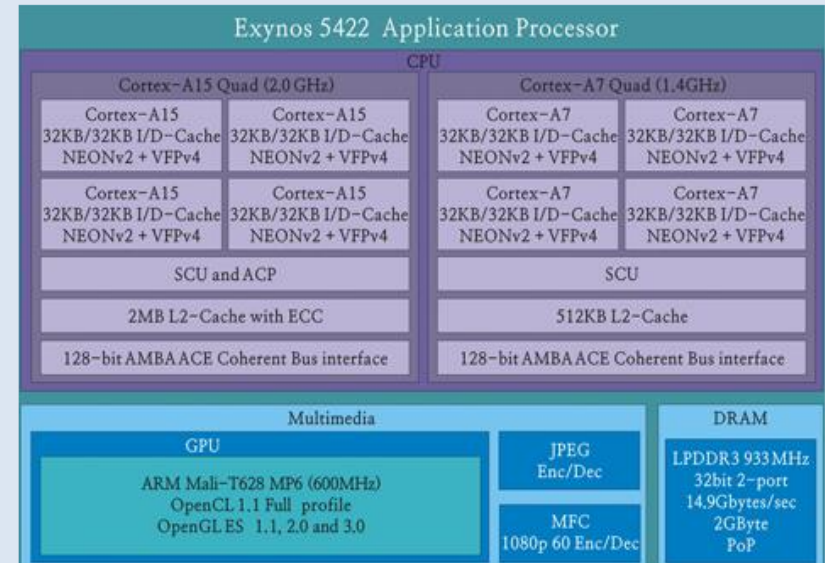 Exynos 5422 Application Processor
CPU
Cortex-A15 Quad (2.0 GHz)
Cortex-A15
32KB/32KB I/D-Cache
NEONv2 + VFPv4
Cortex-A15
32KB/32KB I/D-Cache
NEONv2 + VFPv4
Cortex-A15
32KB/32KB I/D-Cache
NEONv2 + VFPv4
Cortex-A15
32KB/32KB I/D-Cache
NEONv2 + VFPv4
SCU and ACP
2MB L2-Cache with ECC
128-bit AMBA ACE Coherent Bus interface
Cortex-A7 Quad (1.4GHz)
Cortex-A7
32KB/32KB I/D-Cache
NEONv2 + VFPv4
Cortex-A7
32KB/32KB I/D-Cache
NEONv2 + VFPv4
Cortex-A7
32KB/32KB I/D-Cache
NEONv2 + VFPv4
Cortex-A7
32KB/32KB I/D-Cache
NEONv2 + VFPv4
SCU
512KB L2-Cache
128-bit AMBA ACE Coherent Bus interface
Multimedia
GPU
ARM Mali-T628 MP6 (600MHz)
OpenCL 1.1 Full profile
OpenGL ES 1.1, 2.0 and 3.0
JPEG
Enc/Dec
MFC
1080p 60 Enc/Dec
DRAM
LPDDR3 933MHz
32bit 2-port
14.9Gbytes/sec
2GByte
PoP